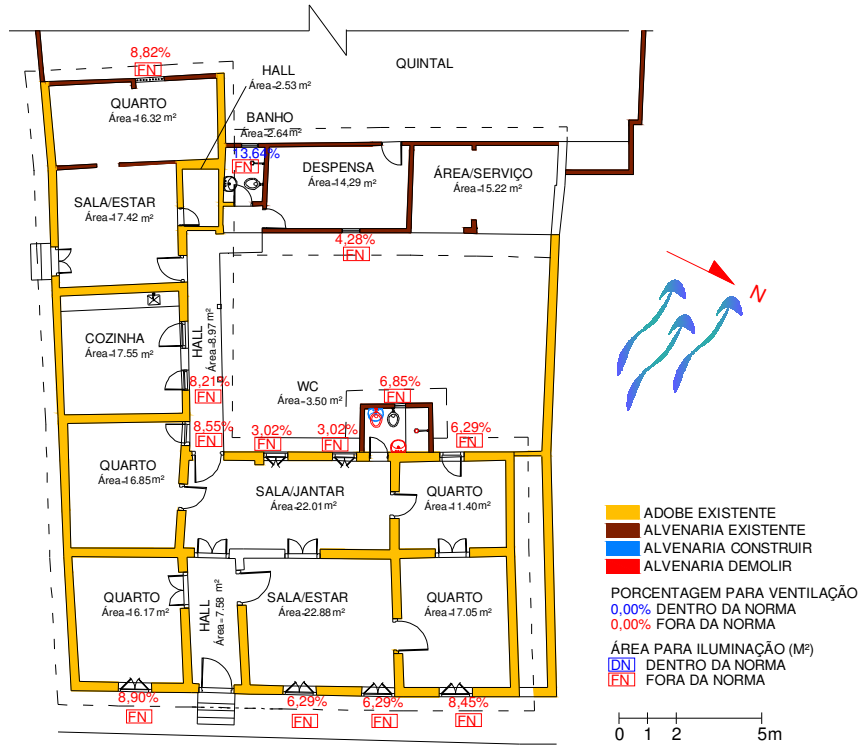 8,82%
FN
HALL
Área=2.53 m²
QUINTAL
QUARTO
Área=16.32 m²
BANHO
Área=2.64m²
13,64%
FN
DESPENSA
Área=14,29 m²
ÁREA/SERVIÇO
Área=15.22 m²
SALA/ESTAR
Área=17.42 m²
4,28%
FN
N
COZINHA
Área=17.55 m²
HALL
Área=8.97 m²
8,21%
FN
WC
Área=3.50 m²
6,85%
FN
8,55%
FN
3,02%
FN
3,02%
FN
6,29%
FN
QUARTO
Área=16.85 m²
SALA/JANTAR
Área=22.01 m²
QUARTO
Área=11.40 m²
QUARTO
Área=16.17 m²
HALL
Área=7.58 m²
SALA/ESTAR
Área=22.88 m²
QUARTO
Área=17.05 m²
8,90%
FN
6,29%
FN
6,29%
FN
8,45%
FN
ADOBE EXISTENTE
ALVENARIA EXISTENTE
ALVENARIA CONSTRUIR
ALVENARIA DEMOLIR
PORCENTAGEM PARA VENTILAÇÃO
0,00% DENTRO DA NORMA
0,00% FORA DA NORMA
ÁREA PARA ILUMINAÇÃO (M²)
DN DENTRO DA NORMA
FN FORA DA NORMA
0 1 2 5m